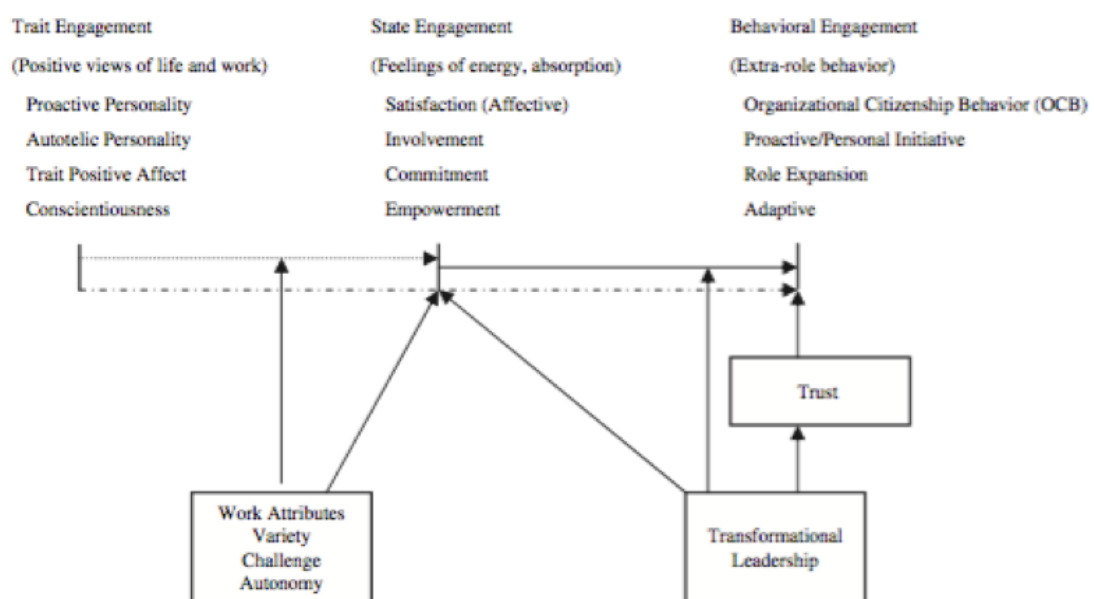 Trait Engagement
(Positive views of life and work)
Proactive Personality
Autotelic Personality
Trait Positive Affect
Conscientiousness
State Engagement
(Feelings of energy, absorption)
Satisfaction (Affective)
Involvement
Commitment
Empowerment
Behavioral Engagement
(Extra-role behavior)
Organizational Citizenship Behavior (OCB)
Proactive/Personal Initiative
Role Expansion
Adaptive
Trust
Work Attributes
Variety
Challenge
Autonomy
Transformational
Leadership